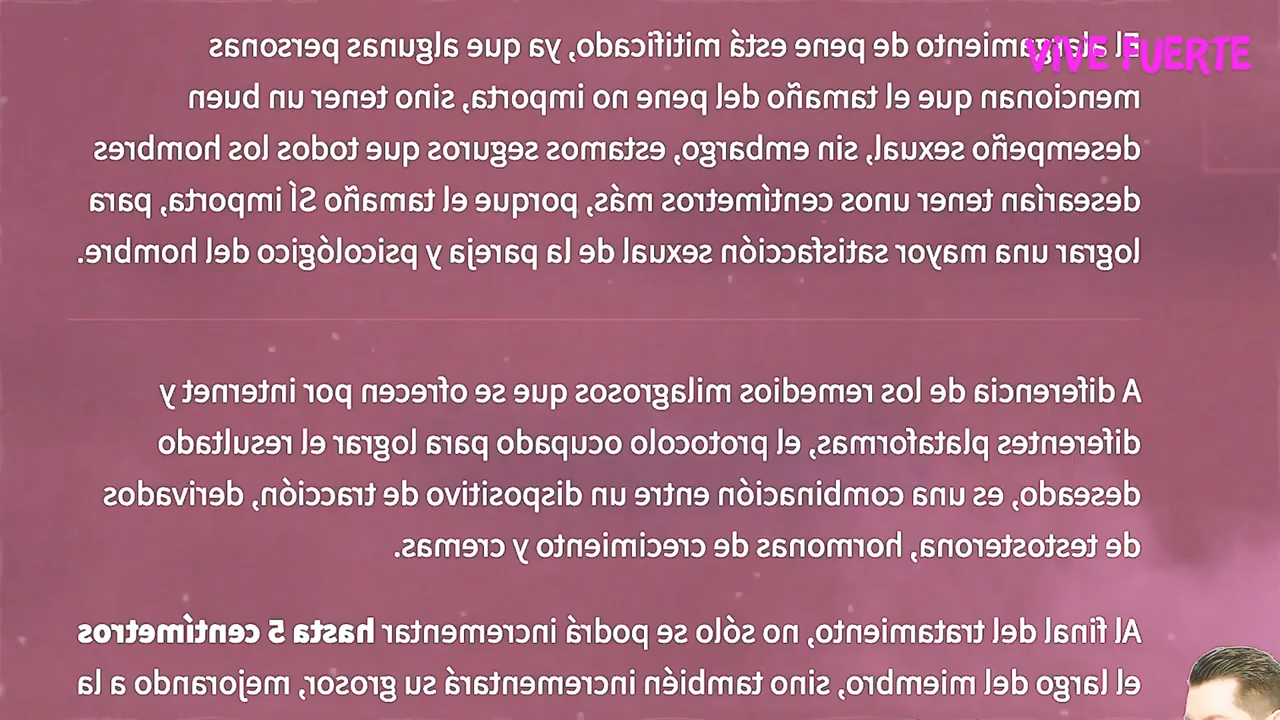 VIVE FUERTE
El alargamiento de pene está mitificado, ya que algunas personas
mencionan que el tamaño del pene no importa, sino tener un buen
desempeño sexual, sin embargo, estamos seguros que todos los hombres
desearían tener unos centímetros más, porque el tamaño SÍ importa, para
lograr una mayor satisfacción sexual de la pareja y psicológico del hombre.
A diferencia de los remedios milagrosos que se ofrecen por internet y
diferentes plataformas, el protocolo ocupado para lograr el resultado
deseado, es una combinación entre un dispositivo de tracción, derivados
de testosterona, hormonas de crecimiento y cremas.
Al final del tratamiento, no sólo se podrá incrementar hasta 5 centímetros
el largo del miembro, sino también incrementará su grosor, mejorando a la